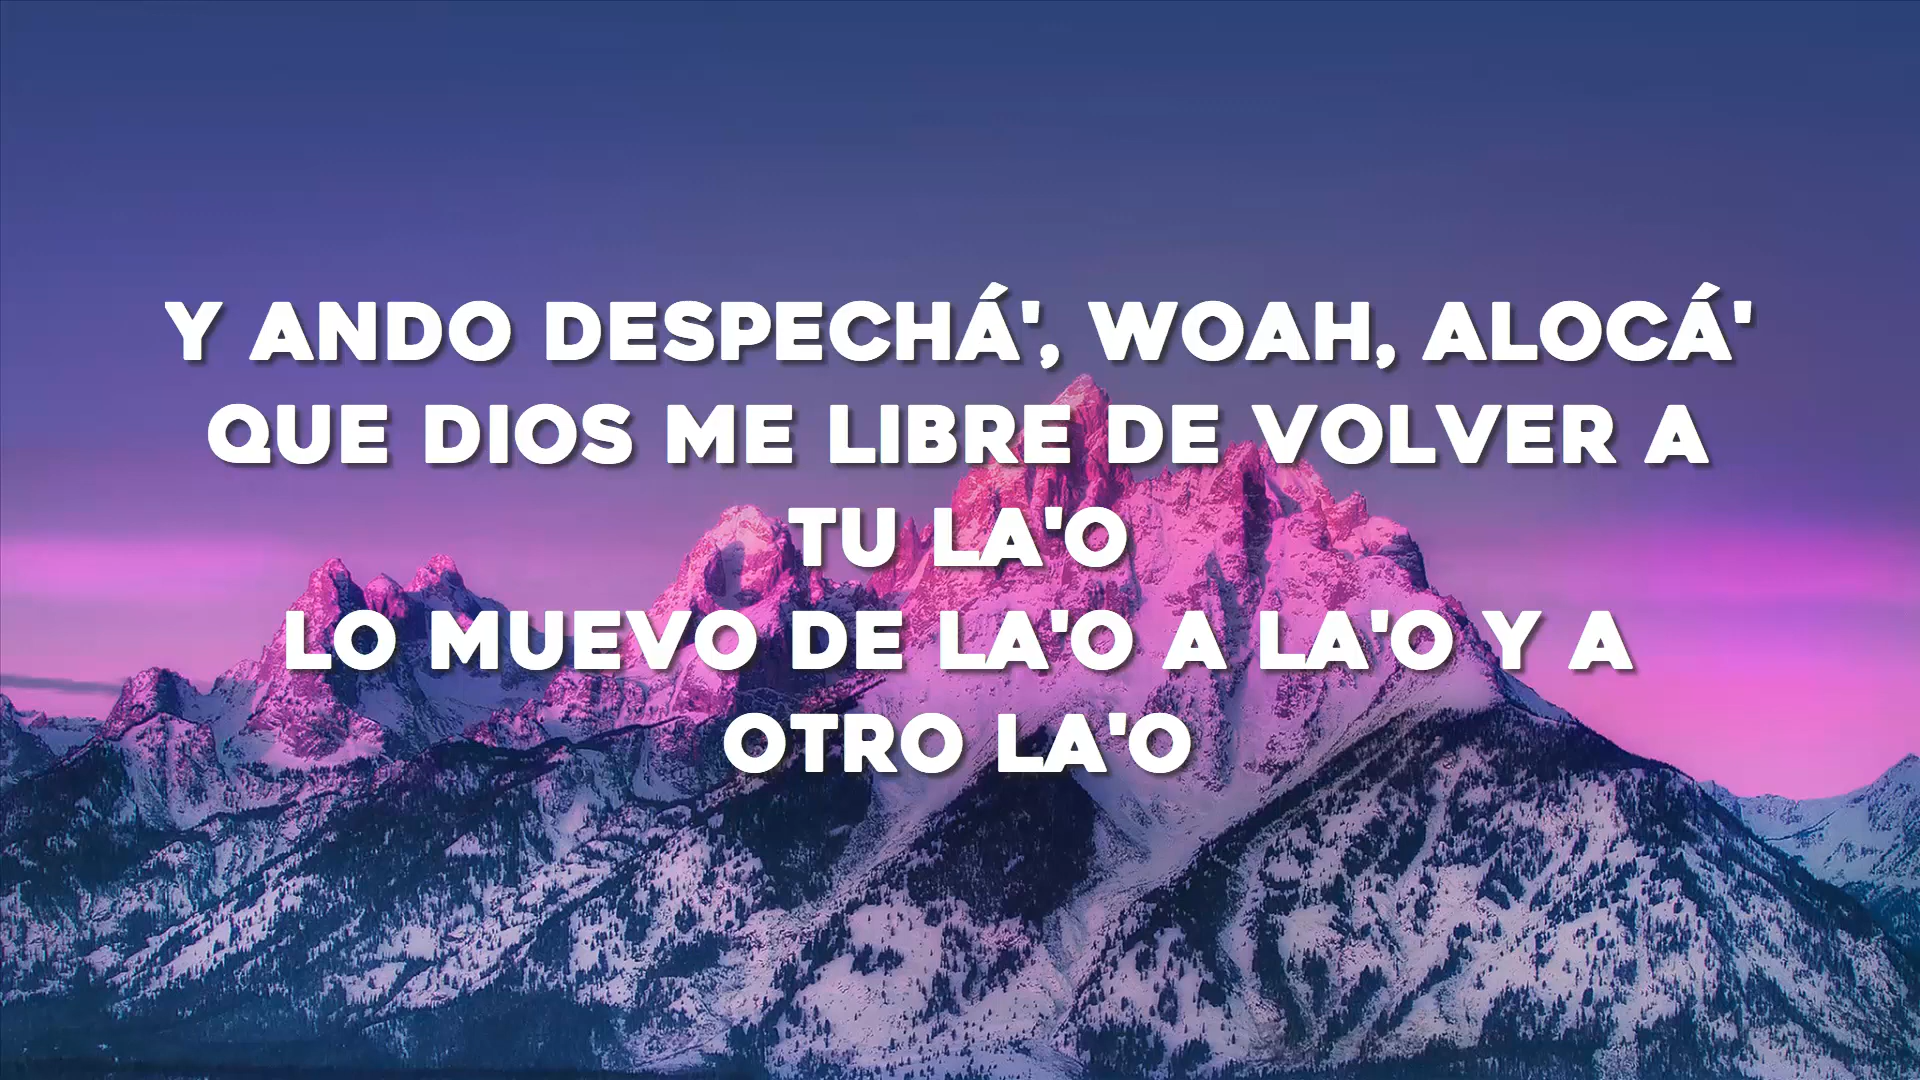 Y ANDO DESPECHÁ', WOAH, ALOCÁ'
QUE DIOS ME LIBRE DE VOLVER A
TU LA'O
LO MUEVO DE LA'O A LA'O Y A
OTRO LA'O